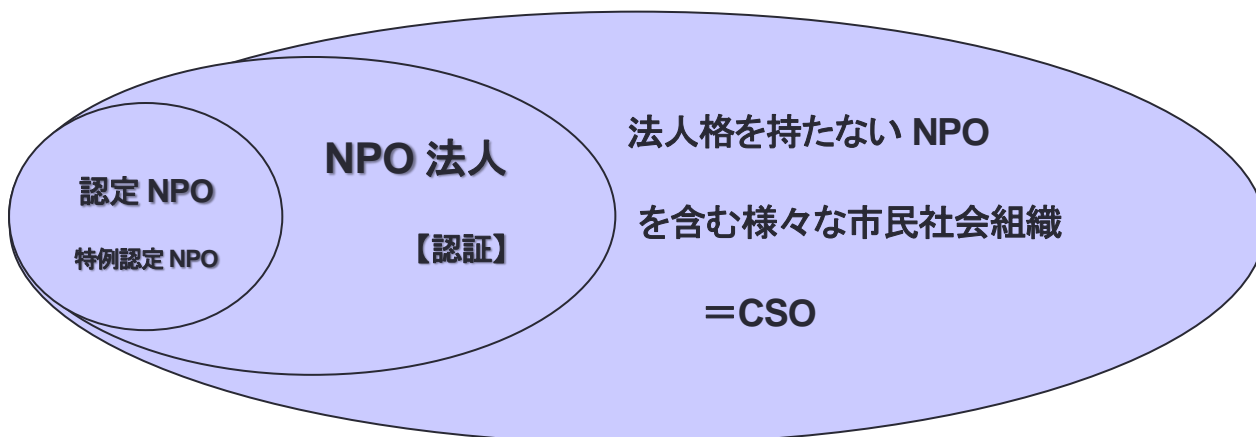 認定 NPO
特例認定 NPO
NPO 法人
【認証】
法人格を持たない NPO
を含む様々な市民社会組織
＝CSO